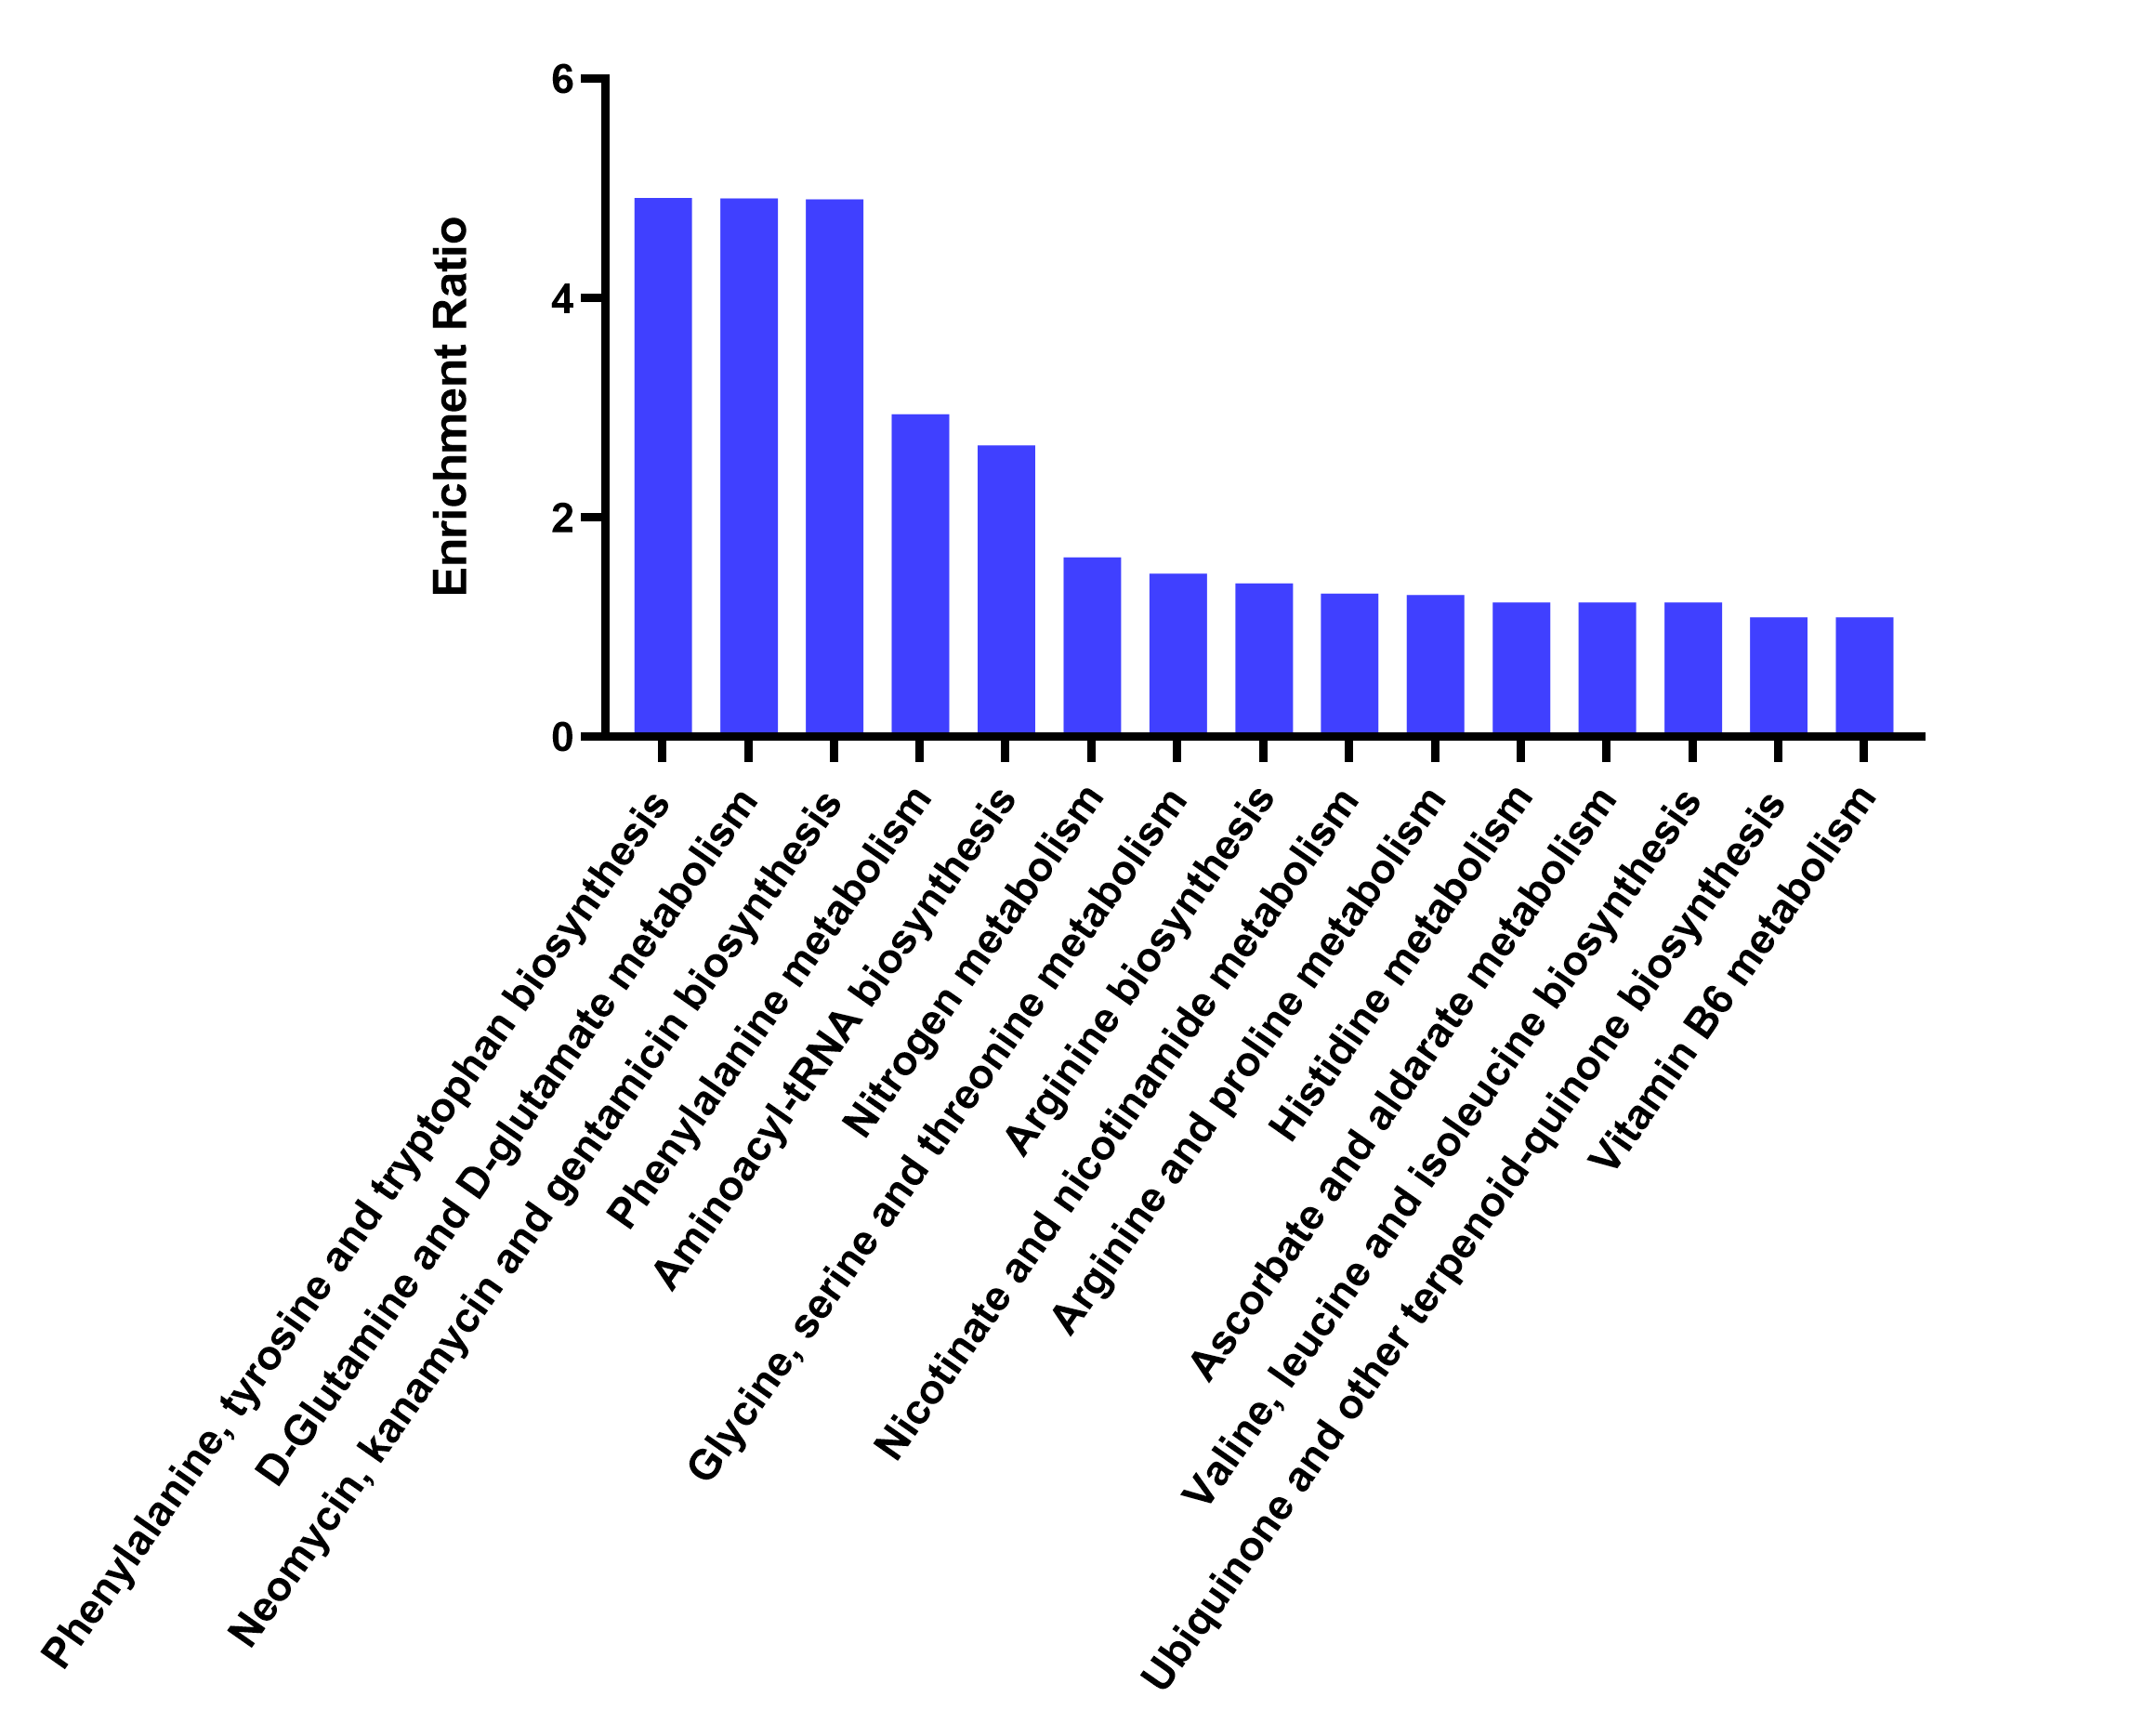 Enrichment Ratio
6
4
2
0
Phenylalanine, tyrosine and tryptophan biosynthesis
D-Glutamine and D-glutamate metabolism
Neomycin, kanamycin and gentamicin biosynthesis
Phenylalanine metabolism
Aminoacyl-tRNA biosynthesis
Nitrogen metabolism
Glycine, serine and threonine metabolism
Arginine biosynthesis
Nicotinate and nicotinamide metabolism
Arginine and proline metabolism
Histidine metabolism
Ascorbate and aldarate metabolism
Valine, leucine and isoleucine biosynthesis
Ubiquinone and other terpenoid-quinone biosynthesis
Vitamin B6 metabolism